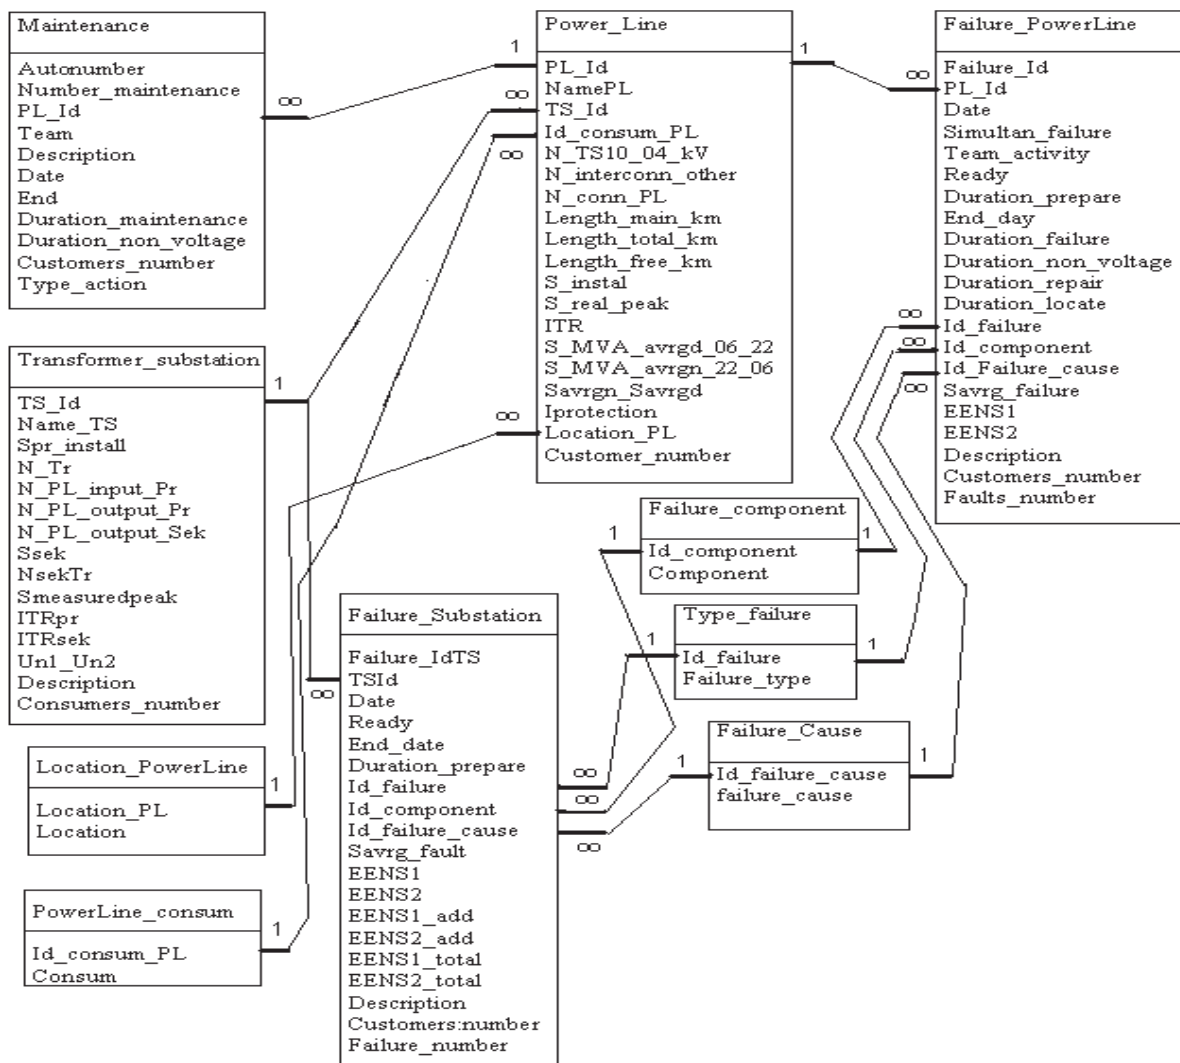 Maintenance
Autonumber
Number_maintenance
PL_Id
Team
Description
Date
End
Duration_maintenance
Duration_non_voltage
Customers_number
Type_action
∞
1
Power_Line
PL_Id
NamePL
TS_Id
Id_consum_PL
N_TS10_04_kV
N_interconn_other
N_conn_PL
Length_main_km
Length_total_km
Length_free_km
S_instal
S_real_peak
ITR
S_MVA_avrgd_06_22
S_MVA_avrgn_22_06
Savrgn_Savrgd
Iprotection
Location_PL
Customer_number
∞
∞
∞
1
∞
Failure_PowerLine
Failure_Id
PL_Id
Date
Simultan_failure
Team_activity
Ready
Duration_prepare
End_day
Duration_failure
Duration_non_voltage
Duration_repair
Duration_locate
Id_failure
Id_component
Id_Failure_cause
Savrg_failure
EENS1
EENS2
Description
Customers_number
Faults_number
∞
∞
∞
Transformer_substation
TS_Id
Name_TS
Spr_install
N_Tr
N_PL_input_Pr
N_PL_output_Pr
N_PL_output_Sek
Ssek
NsekTr
Smeasuredpeak
ITRpr
ITRsek
Un1_Un2
Description
Consumers_number
1
Failure_component
Id_component
Component
1
1
Type_failure
Id_failure
Failure_type
1
1
Failure_Cause
Id_failure_cause
failure_cause
1
1
Failure_Substation
Failure_IdTS
TSId
Date
Ready
End_date
Duration_prepare
Id_failure
Id_component
Id_failure_cause
Savrg_fault
EENS1
EENS2
EENS1_add
EENS2_add
EENS1_total
EENS2_total
Description
Customers:number
Failure_number
∞
∞
∞
∞
Location_PowerLine
Location_PL
Location
1
PowerLine_consum
Id_consum_PL
Consum
1